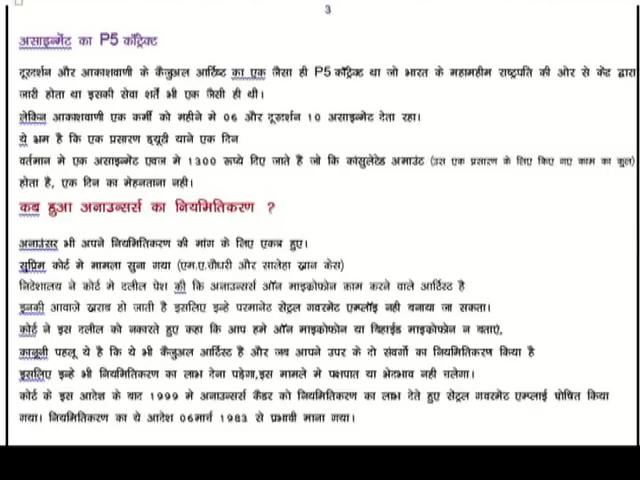 3
असाइन्मेंट का P5 कॉट्रिक्ट
दूरदर्शन और आकाशवाणी के कैजुअल आर्टिष्ट का एक जैसा ही P5 कॉट्रिक्ट था जो भारत के महामहीम राष्ट्रपति की ओर से केंद्र द्वारा
जारी होता था इसकी सेवा शर्ते भी एक जैसी ही थी।
लेकिन आकाशवाणी एक कर्मी को महीने मे 06 और दूरदर्शन 10 असाइन्मेट देता रहा।
ये भ्रम है कि एक प्रसारण ड्यूटी याने एक दिन
वर्तमान मे एक असाइन्मेंट एवज मे 1300 रूप्ये दिए जाते हैं जो कि कांसुलेटेड अमाउंट (उस एक प्रसारण के लिए किए गए काम का कुल)
होता है, एक दिन का मेहनताना नही।
कब हुआ अनाउन्सर्स का नियमितिकरण ?
अनाउंसर भी अपने नियमितिकरण की मांग के लिए एकत्र हुए।
सुप्रिम कोर्ट मे मामला सुना गया (एम.ए.चौधरी और सालेहा खान केस)
निदेशालय ने कोर्ट मे दलील पेश की कि अनाउन्सर्स ऑन माइक्रोफोन काम करने वाले आर्टिस्ट है
इनकी आवाजे खराब हो जाती है इसलिए इन्हे परमानेट सेट्रल गवरमेट एम्प्लॉइ नही बनाया जा सकता।
कोर्ट ने इस दलील को नकारते हुए कहा कि आप हमे ऑन माइक्रोफोन या बिहाईड माइक्रोफोन न बताएं,
कानूनी पहलू ये है कि ये भी कैजुअल आर्टिस्ट हैं और जब आपने उपर के दो संवर्गो का नियमितिकरण किया है
इसलिए इन्हे भी नियमितिकरण का लाभ देना पड़ेगा,इस मामले मे पक्षपात या भेदभाव नही चलेगा।
कोर्ट के इस आदेश के बाद 1999 मे अनाउन्सर्स कैडर को नियमितिकरण का लाभ देते हुए सेट्रल गवरमेट एम्प्लाई घोषित किया
गया। नियमितिकरण का ये आदेश 06मार्च 1983 से प्रभावी माना गया।